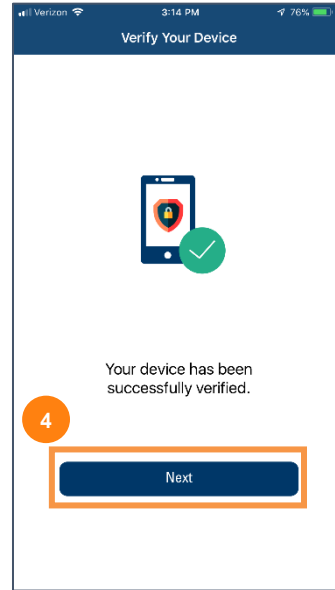 Verizon 3:14 PM 76%
Verify Your Device
Your device has been
successfully verified.
4
Next